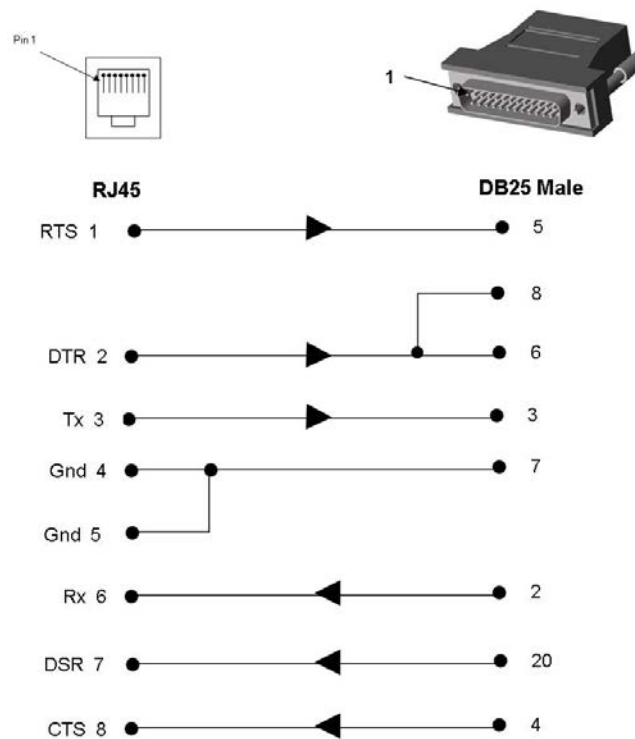 Pin 1
1
RJ45 DB25 Male
RTS 1 5
8
DTR 2 6
Tx 3 3
Gnd 4 7
Gnd 5
Rx 6 2
DSR 7 20
CTS 8 4